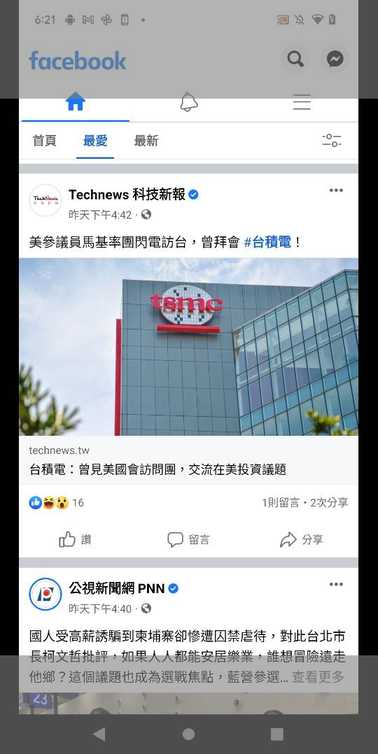 6:21
facebook
首頁 最愛 最新
TechNews
Technews 科技新報
昨天下午4:42
美參議員馬基率團閃電訪台，曾拜會 #台積電！
tsmc
technews.tw
台積電：曾見美國會訪問團，交流在美投資議題
16
1則留言・2次分享
讚 留言 分享
公視新聞網 PNN
昨天下午4:40
國人受高薪誘騙到柬埔寨卻慘遭囚禁虐待，對此台北市
長柯文哲批評，如果人人都能安居樂業，誰想冒險遠走
他鄉？這個議題也成為選戰焦點，藍營參選... 查看更多
23